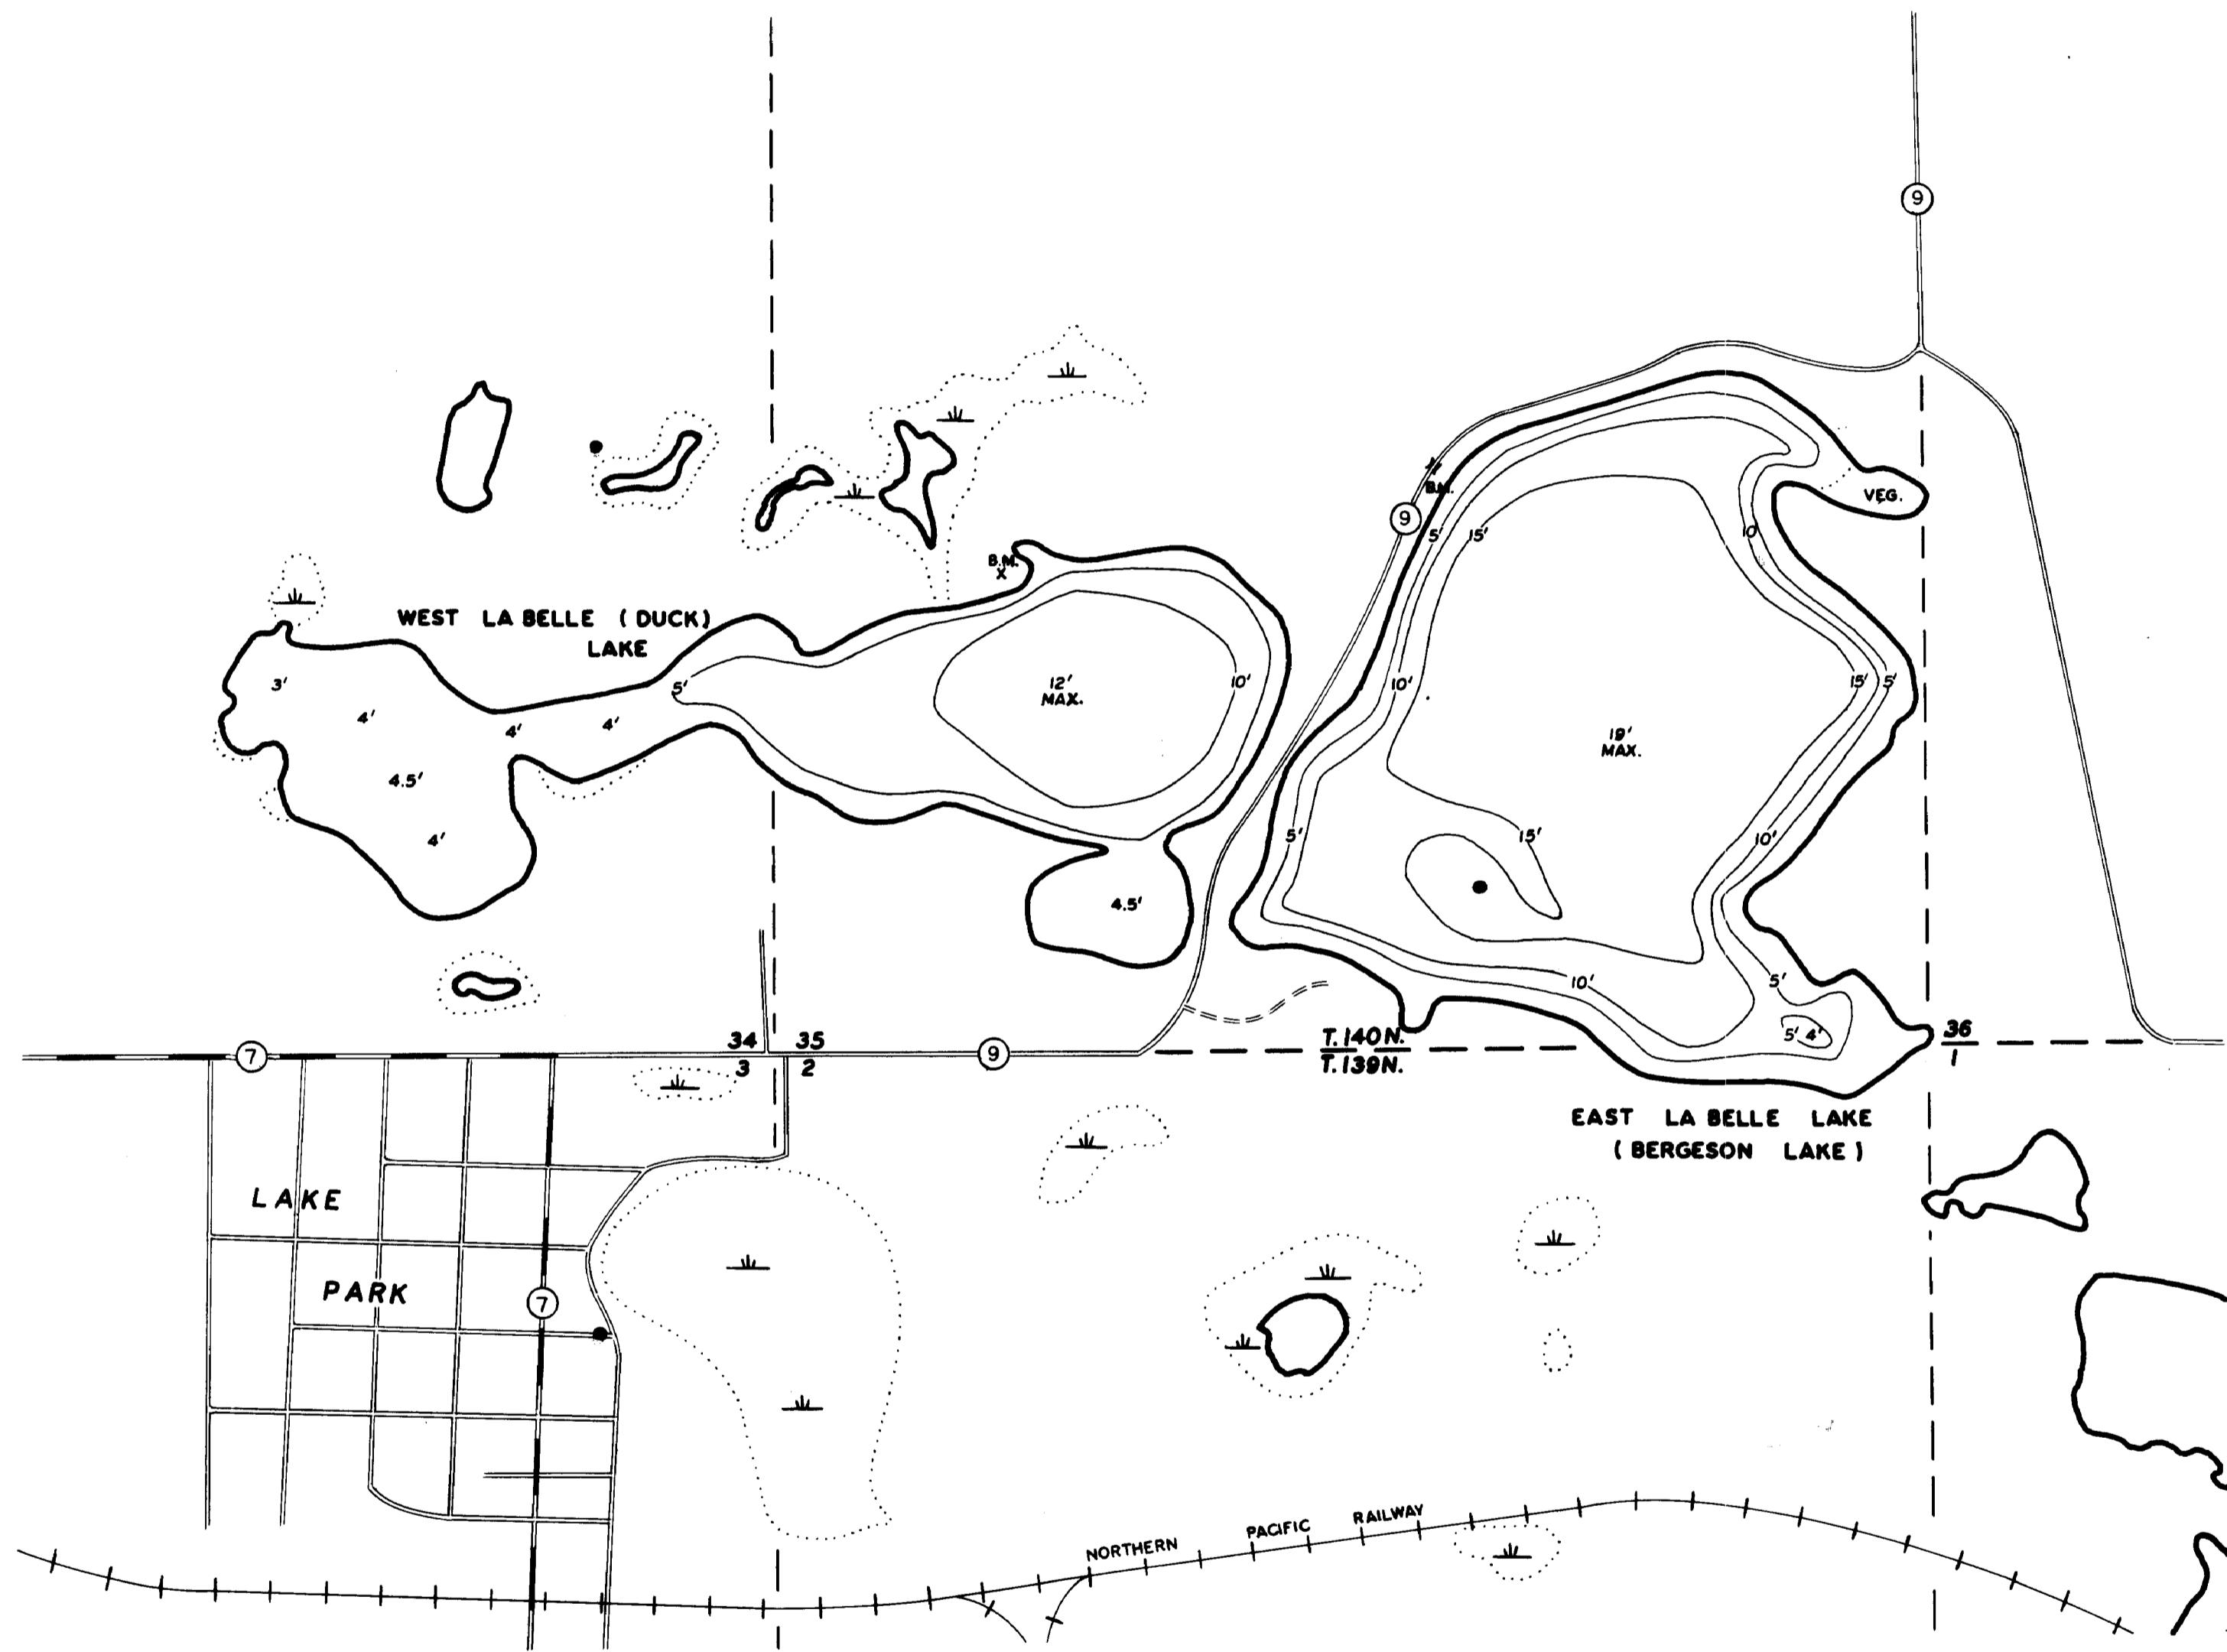 9
VEG.
B.M.
9
5'
15'
10'
B.M.
X
WEST LA BELLE (DUCK)
LAKE
3'
4'
4'
4'
5'
12'
MAX.
10'
10'
15'
5'
19'
MAX.
4.5'
4'
5'
15'
10'
4.5'
10'
5'
5' 4'
34 35
3 2
7
9
T. 140 N.
T. 139 N.
36
1
EAST LA BELLE LAKE
(BERGESON LAKE)
LAKE
PARK
7
NORTHERN PACIFIC RAILWAY